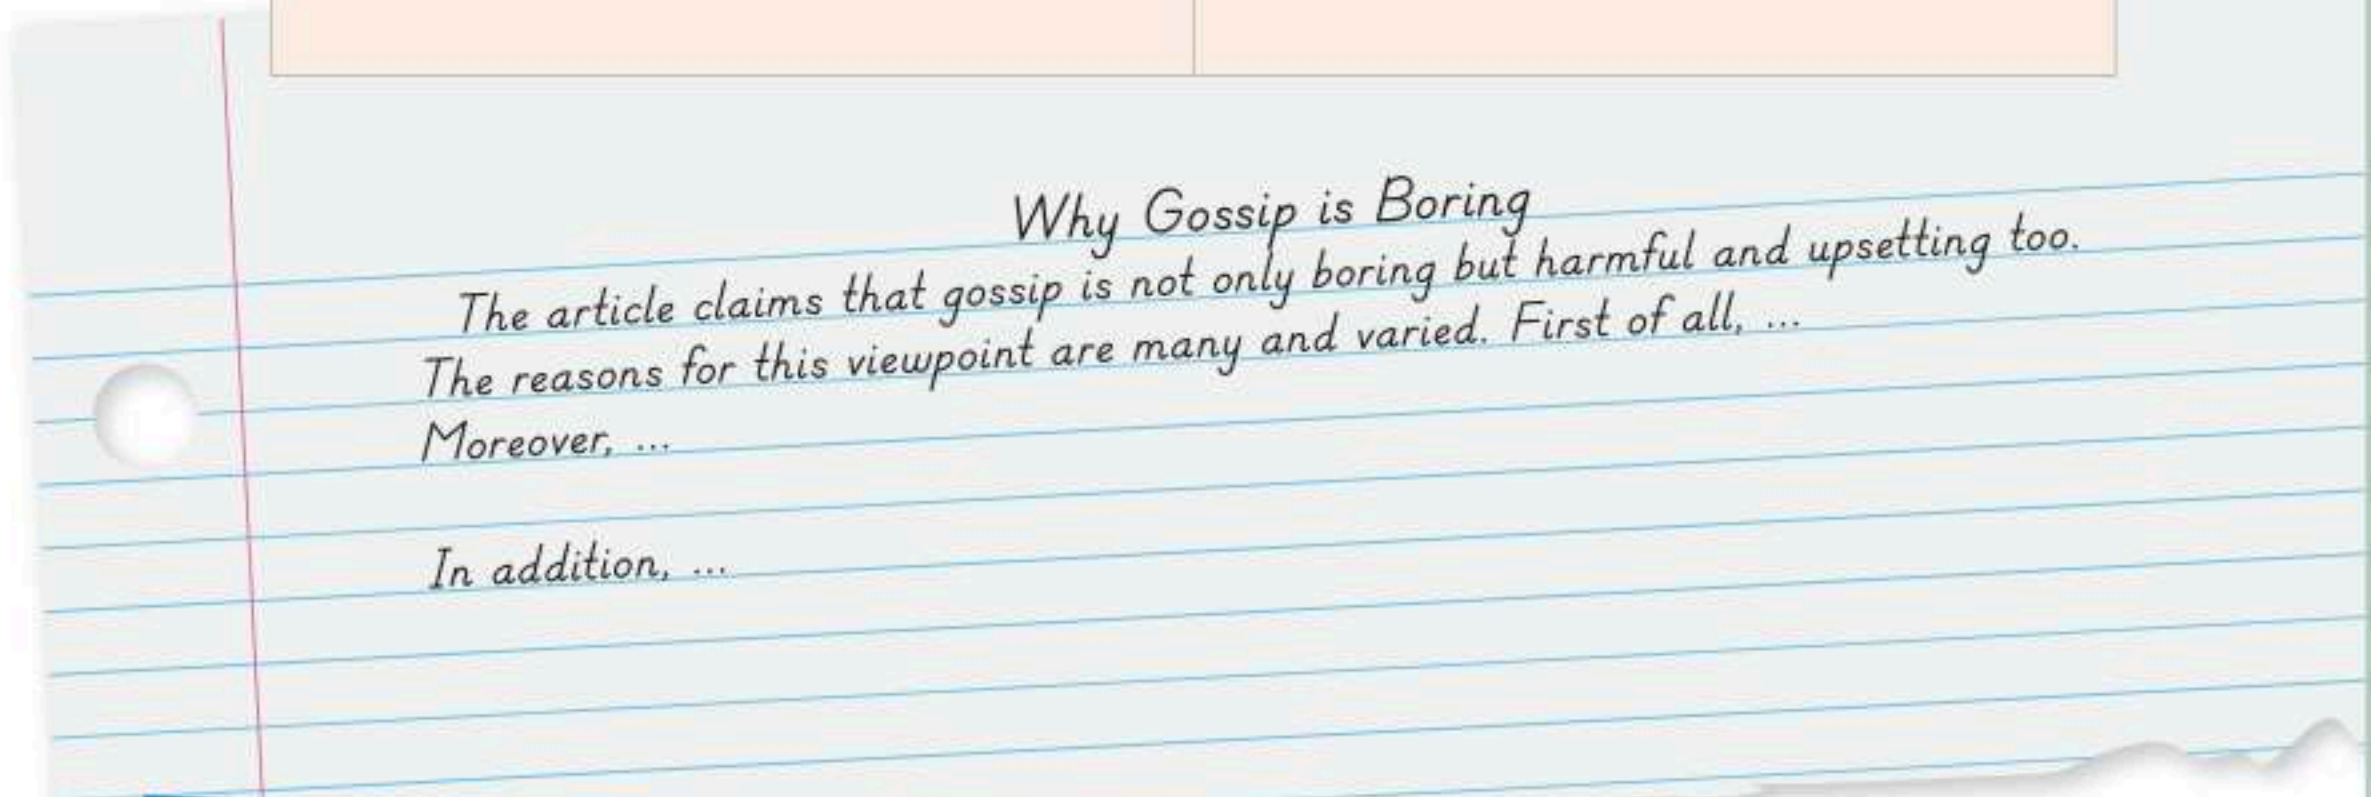 Why Gossip is Boring
The article claims that gossip is not only boring but harmful and upsetting too.
The reasons for this viewpoint are many and varied. First of all, ...
Moreover, ...
In addition, ...